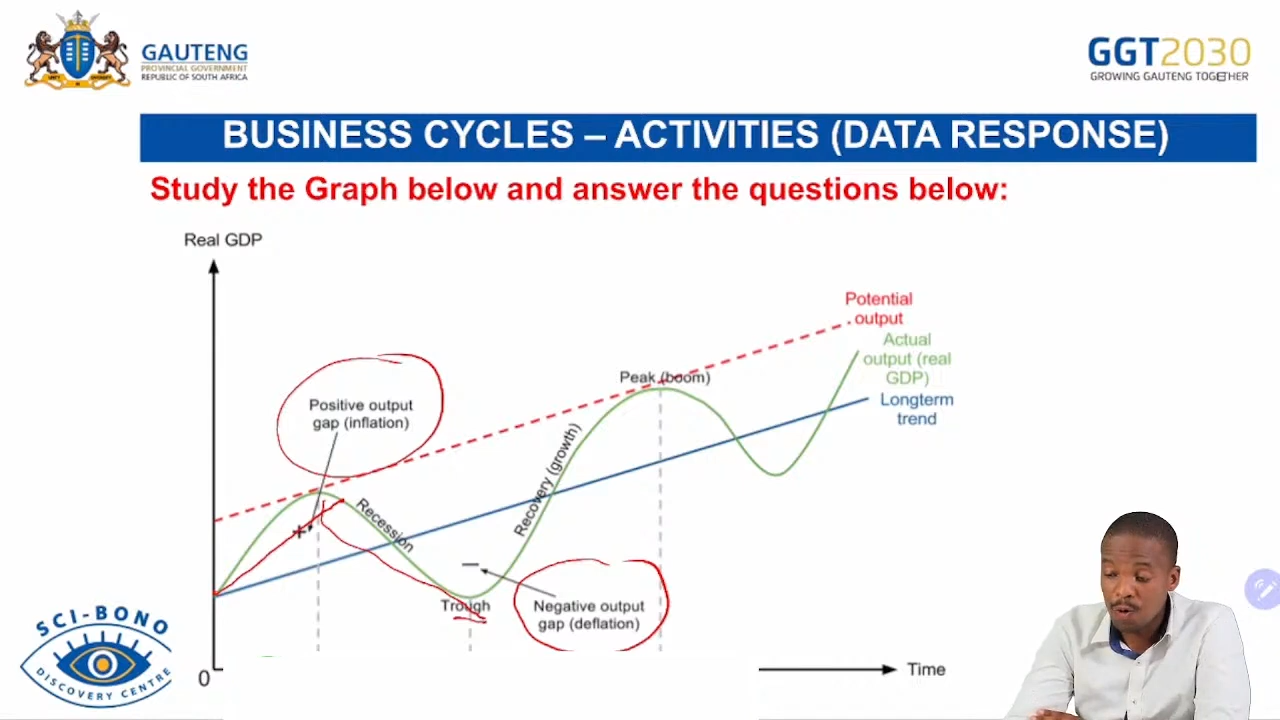 GAUTENG
PROVINCIAL GOVERNMENT
REPUBLIC OF SOUTH AFRICA
GGT2030
GROWING GAUTENG TOGETHER
BUSINESS CYCLES – ACTIVITIES (DATA RESPONSE)
Study the Graph below and answer the questions below:
Real GDP
Potential
output
Actual
output (real
GDP)
Longterm
trend
Peak (boom)
Positive output
gap (inflation)
Recession
Recovery (growth)
Trough
Negative output
gap (deflation)
0
Time
SCI-BONO
DISCOVERY CENTRE